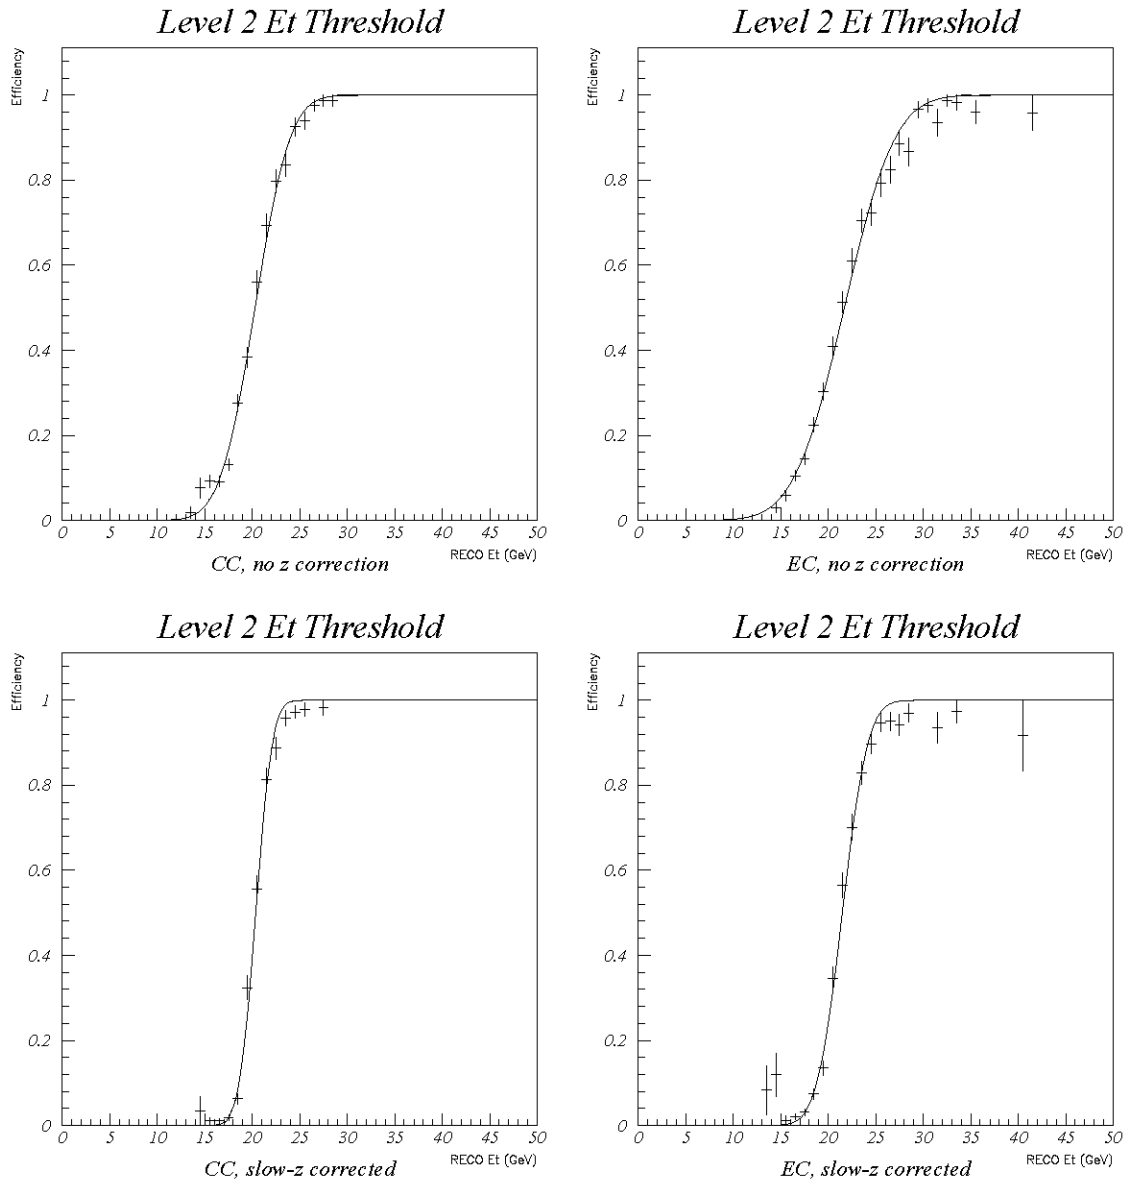 Level 2 Et Threshold
Efficiency
1
0.8
0.6
0.4
0.2
0
0 5 10 15 20 25 30 35 40 45 50
RECO Et (GeV)
CC, no z correction
Level 2 Et Threshold
Efficiency
1
0.8
0.6
0.4
0.2
0
0 5 10 15 20 25 30 35 40 45 50
RECO Et (GeV)
EC, no z correction
Level 2 Et Threshold
Efficiency
1
0.8
0.6
0.4
0.2
0
0 5 10 15 20 25 30 35 40 45 50
RECO Et (GeV)
CC, slow-z corrected
Level 2 Et Threshold
Efficiency
1
0.8
0.6
0.4
0.2
0
0 5 10 15 20 25 30 35 40 45 50
RECO Et (GeV)
EC, slow-z corrected